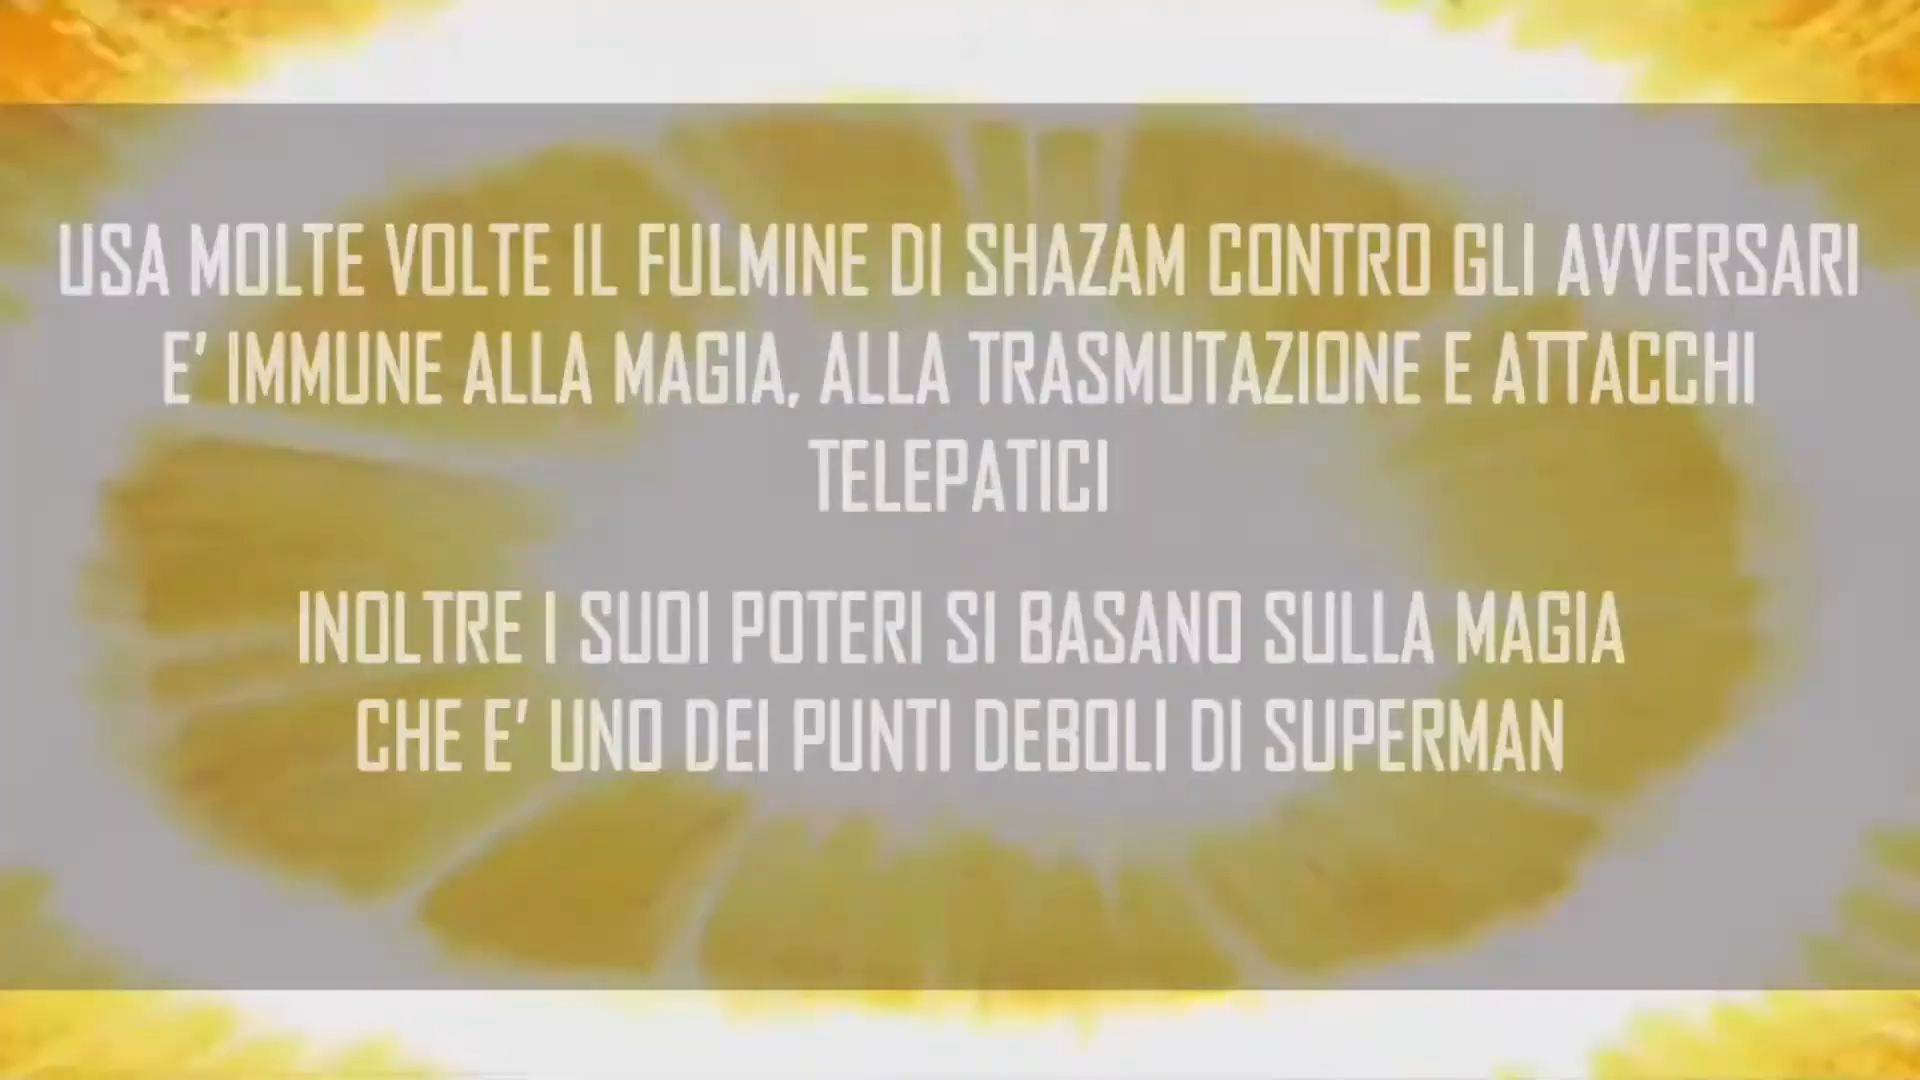 USA MOLTE VOLTE IL FULMINE DI SHAZAM CONTRO GLI AVVERSARI
E' IMMUNE ALLA MAGIA, ALLA TRASMUTAZIONE E ATTACCHI
TELEPATICI
INOLTRE I SUOI POTERI SI BASANO SULLA MAGIA
CHE E' UNO DEI PUNTI DEBOLI DI SUPERMAN